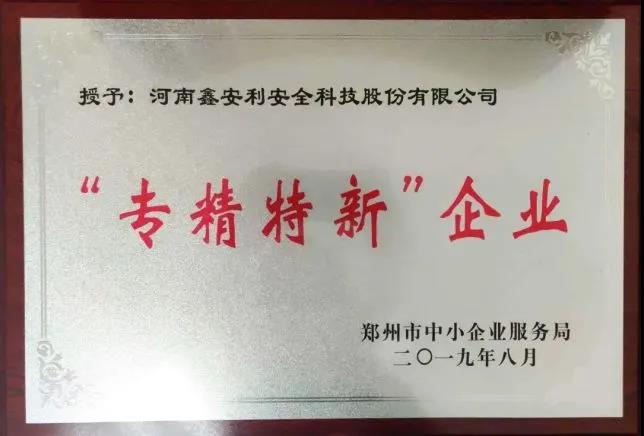 授予：河南鑫安利安全科技股份有限公司
“专精特新”企业
郑州市中小企业服务局
二〇一九年八月